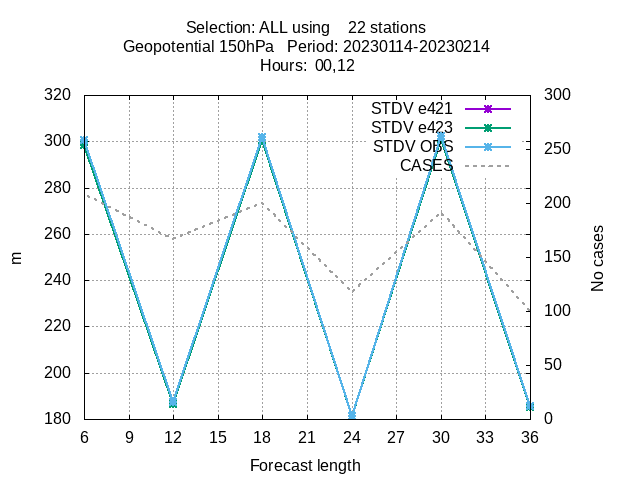 Selection: ALL using 22 stations
Geopotential 150hPa Period: 20230114-20230214
Hours: 00,12
STDV e421
STDV e423
STDV OBS
CASES
320
300
280
260
240
220
200
180
m
300
250
200
150
100
50
0
No cases
6 9 12 15 18 21 24 27 30 33 36
Forecast length